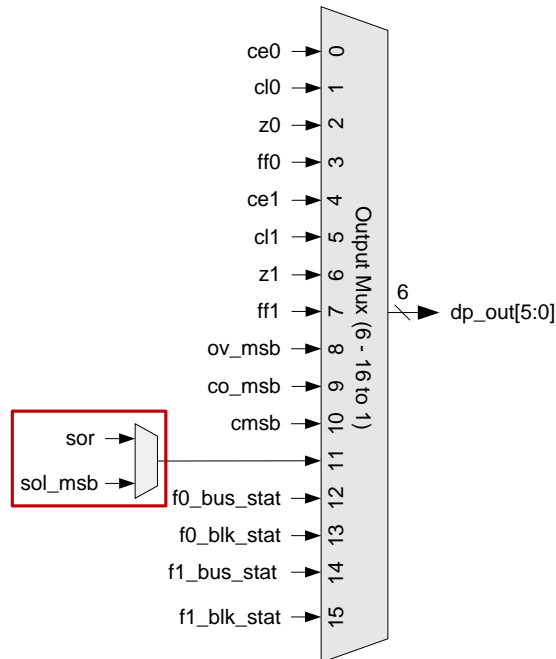 ce0 0
cl0 1
z0 2
ff0 3
ce1 4
cl1 5
z1 6
ff1 7
ov_msb 8
co_msb 9
cmsb 10
sor
11
sol_msb
f0_bus_stat 12
f0_blk_stat 13
f1_bus_stat 14
f1_blk_stat 15
Output Mux (6 - 16 to 1)
6
dp_out[5:0]